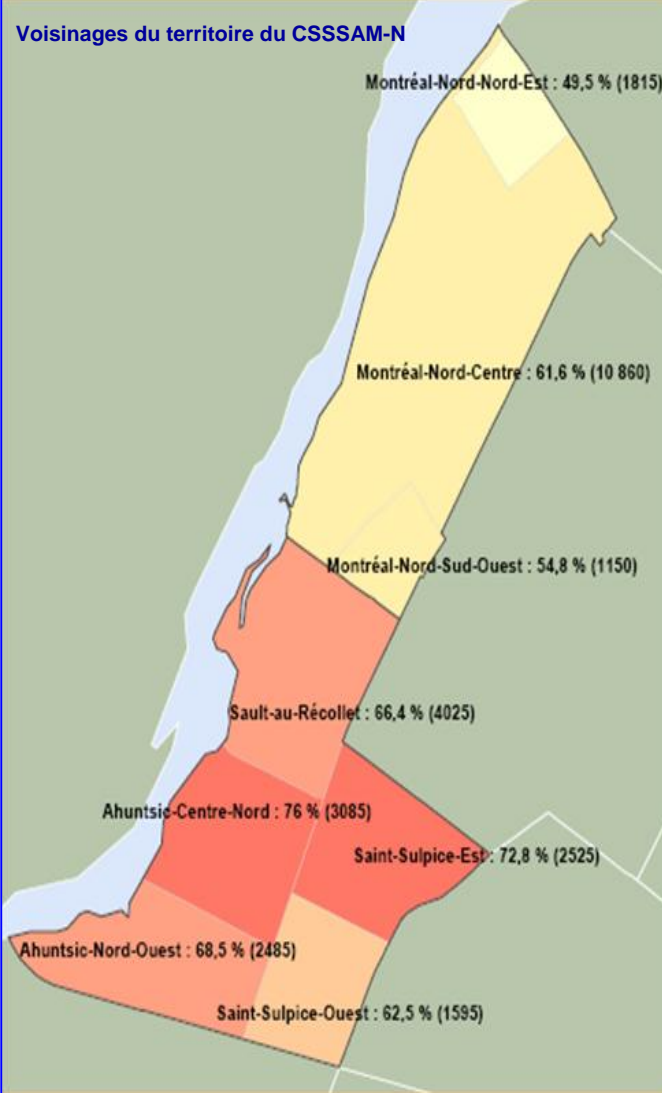 Voisinages du territoire du CSSSAM-N
Montréal-Nord-Nord-Est : 49,5 % (1815)
Montréal-Nord-Centre : 61,6 % (10 860)
Montréal-Nord-Sud-Ouest : 54,8 % (1150)
Sault-au-Récollet : 66,4 % (4025)
Ahuntsic-Centre-Nord : 76 % (3085)
Saint-Sulpice-Est : 72,8 % (2525)
Ahuntsic-Nord-Ouest : 68,5 % (2485)
Saint-Sulpice-Ouest : 62,5 % (1595)